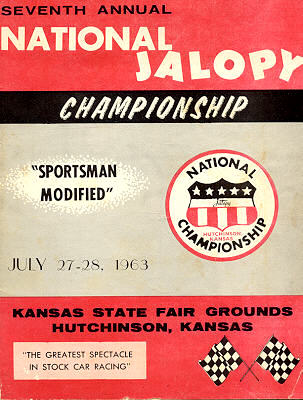 SEVENTH ANNUAL
NATIONAL
JALOPY
CHAMPIONSHIP
"SPORTSMAN
MODIFIED"
NATIONAL
Jalopy
HUTCHINSON,
KANSAS
CHAMPIONSHIP
JULY 27-28, 1963
KANSAS STATE FAIR GROUNDS
HUTCHINSON, KANSAS
"THE GREATEST SPECTACLE
IN STOCK CAR RACING"